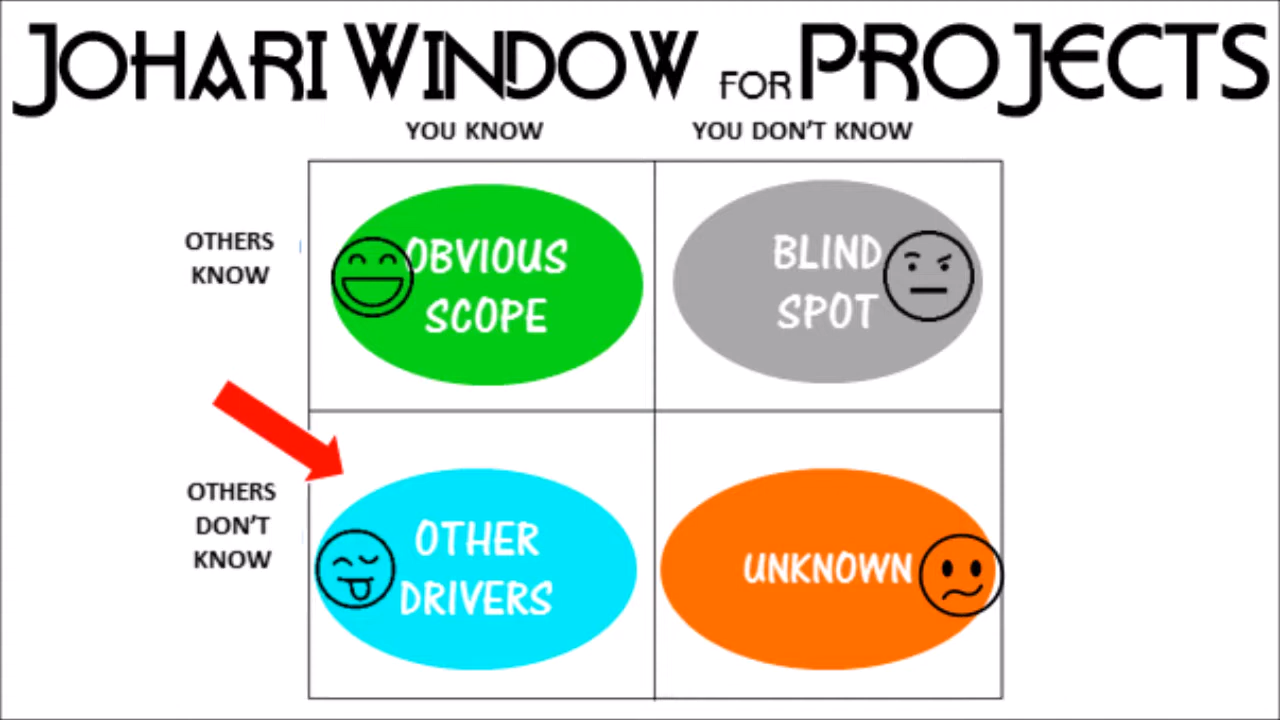 JOHARI WINDOW FOR PROJECTS
YOU KNOW
YOU DON'T KNOW
OTHERS
KNOW
OBVIOUS
SCOPE
BLIND
SPOT
OTHERS
DON'T
KNOW
OTHER
DRIVERS
UNKNOWN